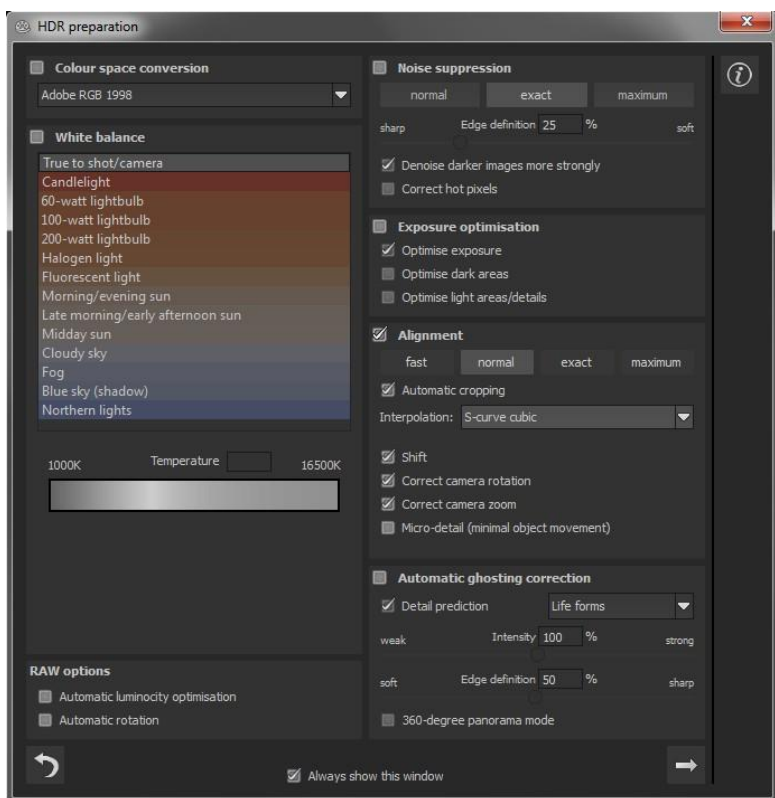 HDR preparation
Colour space conversion
Adobe RGB 1998
White balance
True to shot/camera
Candlelight
60-watt lightbulb
100-watt lightbulb
200-watt lightbulb
Halogen light
Fluorescent light
Morning/evening sun
Late morning/early afternoon sun
Midday sun
Cloudy sky
Fog
Blue sky (shadow)
Northern lights
1000K Temperature 16500K
RAW options
Automatic luminocity optimisation
Automatic rotation
Noise suppression
normal exact maximum
sharp Edge definition 25 % soft
Denoise darker images more strongly
Correct hot pixels
Exposure optimisation
Optimise exposure
Optimise dark areas
Optimise light areas/details
Alignment
fast normal exact maximum
Automatic cropping
Interpolation: S-curve cubic
Shift
Correct camera rotation
Correct camera zoom
Micro-detail (minimal object movement)
Automatic ghosting correction
Detail prediction Life forms
weak Intensity 100 % strong
soft Edge definition 50 % sharp
360-degree panorama mode
Always show this window